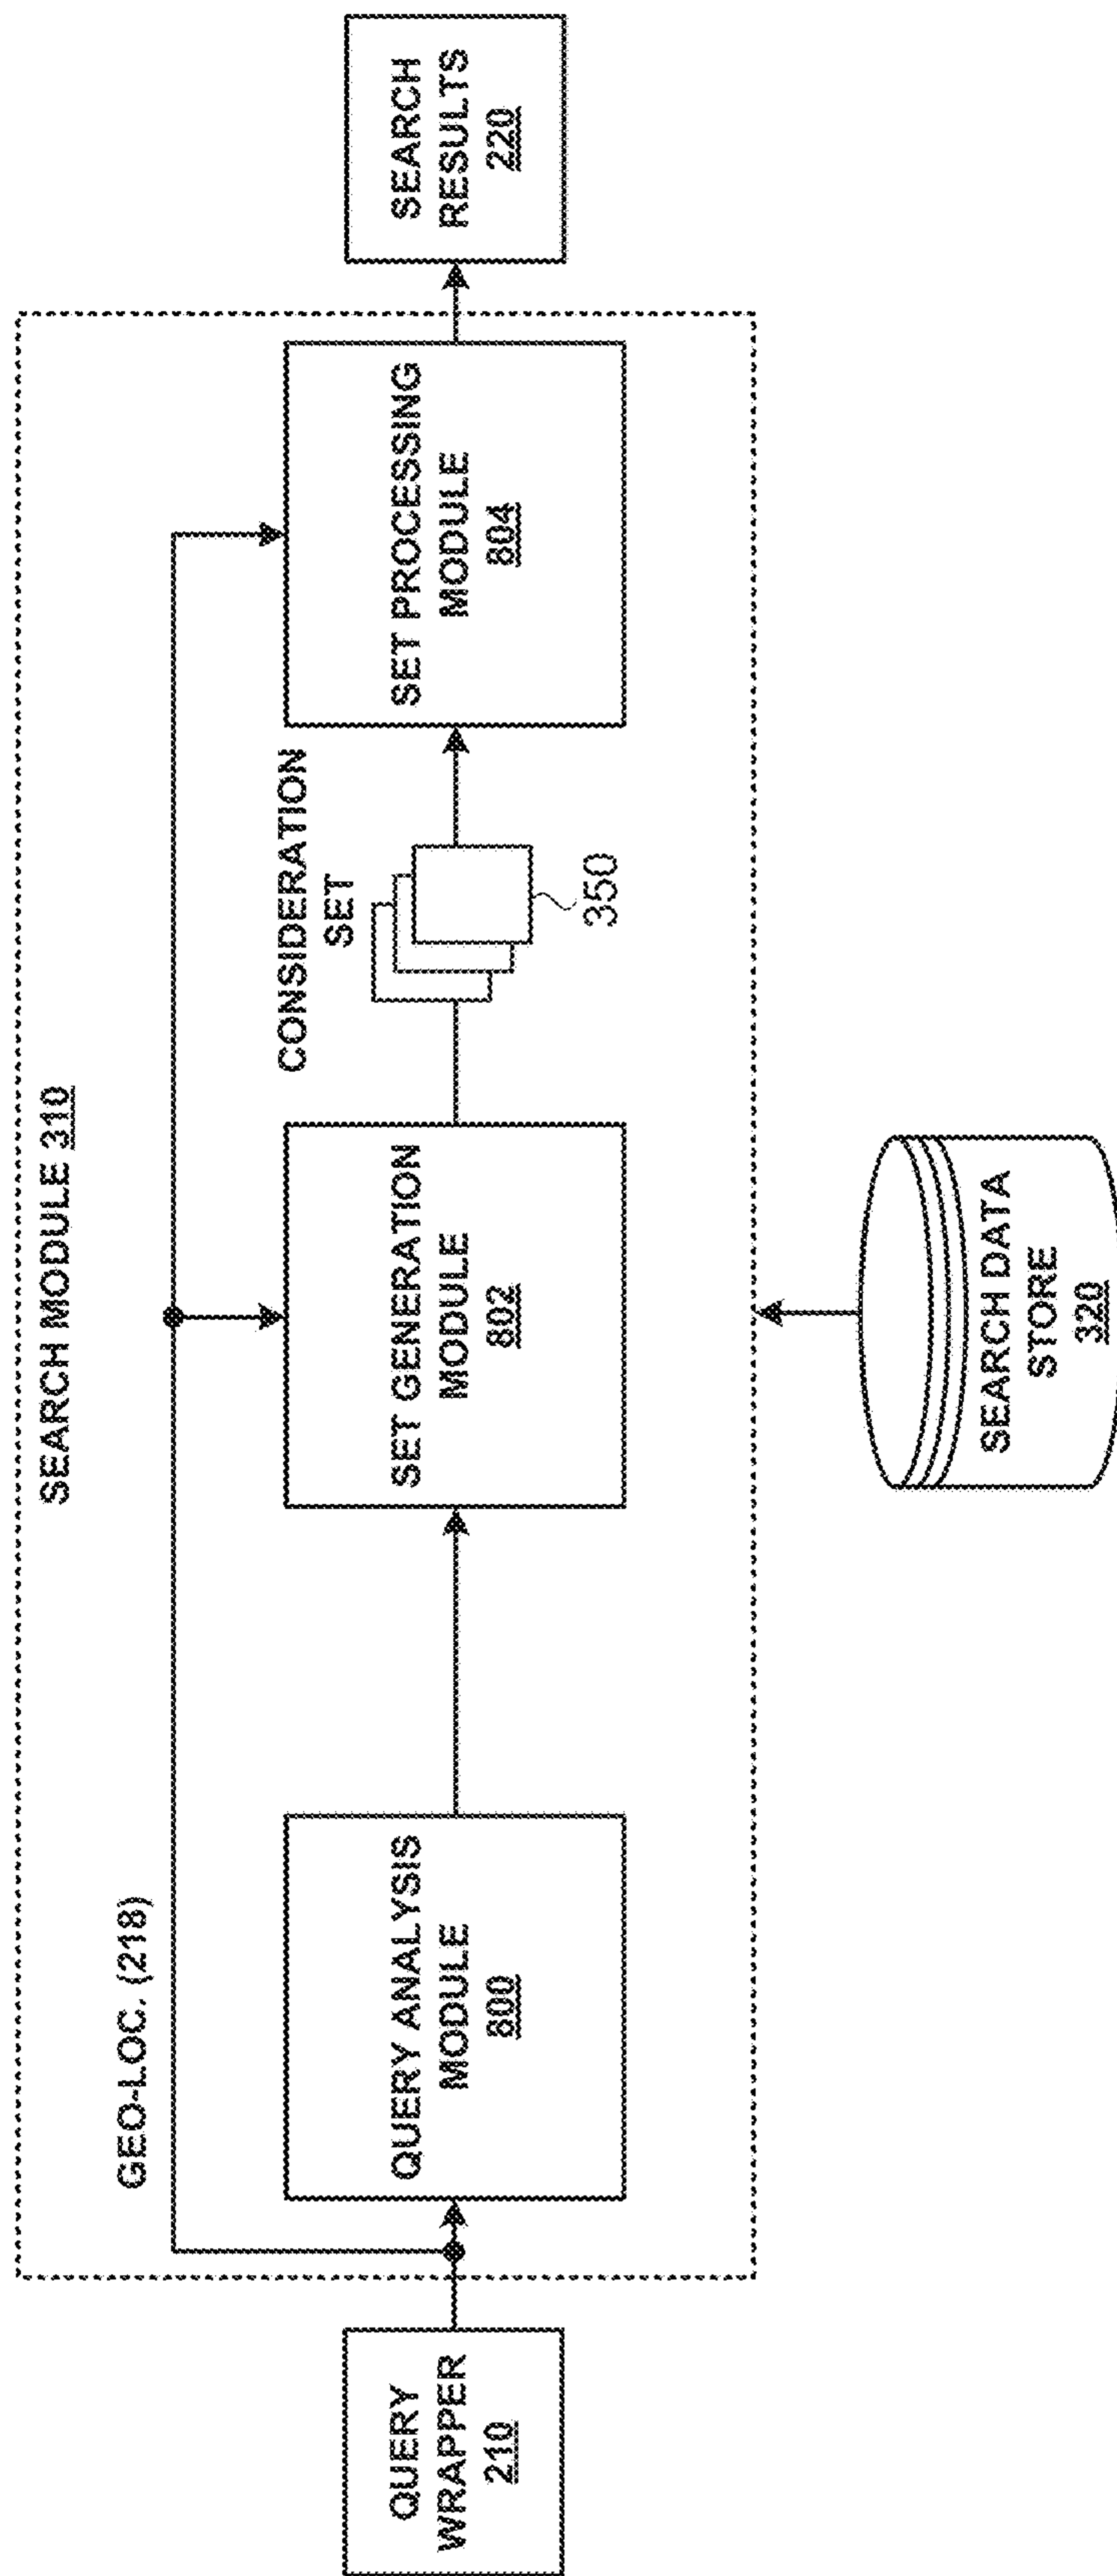 SEARCH MODULE 310
GEO-LOC. (218)
QUERY
WRAPPER
210
QUERY ANALYSIS
MODULE
800
SET GENERATION
MODULE
802
CONSIDERATION
SET
350
SET PROCESSING
MODULE
804
SEARCH
RESULTS
220
SEARCH DATA
STORE
320